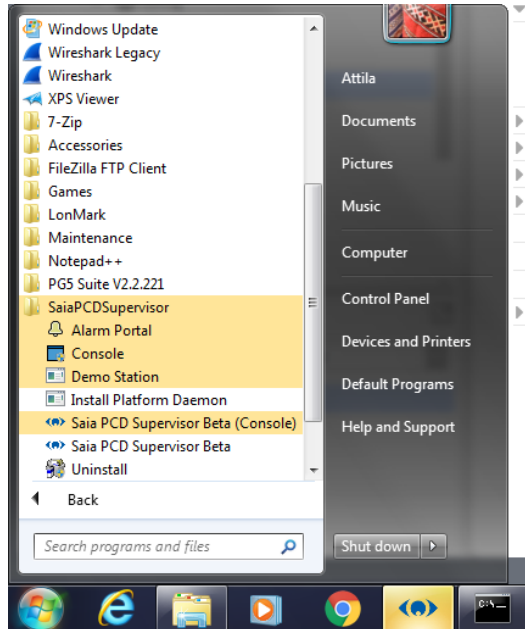 Windows Update
Wireshark Legacy
Wireshark
XPS Viewer
7-Zip
Accessories
FileZilla FTP Client
Games
LonMark
Maintenance
Notepad++
PG5 Suite V2.2.221
SaiaPCDSupervisor
Alarm Portal
Console
Demo Station
Install Platform Daemon
Saia PCD Supervisor Beta (Console)
Saia PCD Supervisor Beta
Uninstall
Back
Search programs and files
Attila
Documents
Pictures
Music
Computer
Control Panel
Devices and Printers
Default Programs
Help and Support
Shut down
C:\_